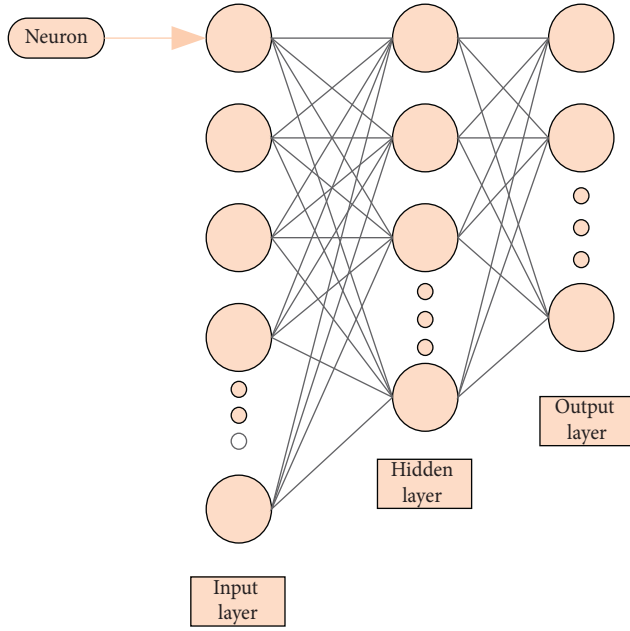 Neuron
Output
layer
Hidden
layer
Input
layer